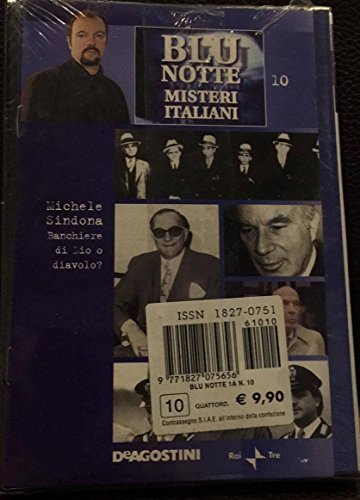 BLU
NOTTE
MISTERI
ITALIANI
10
Michele
Sindona
Banchiere
di Dio o
diavolo?
ISSN 1827-0751
61010
9 771827 075656
BLU NOTTE 1A N. 10
10
QUATTORD.
€ 9,90
Contrassegno S.I.A.E. all'interno della confezione
DeAGOSTINI
Rai Tre